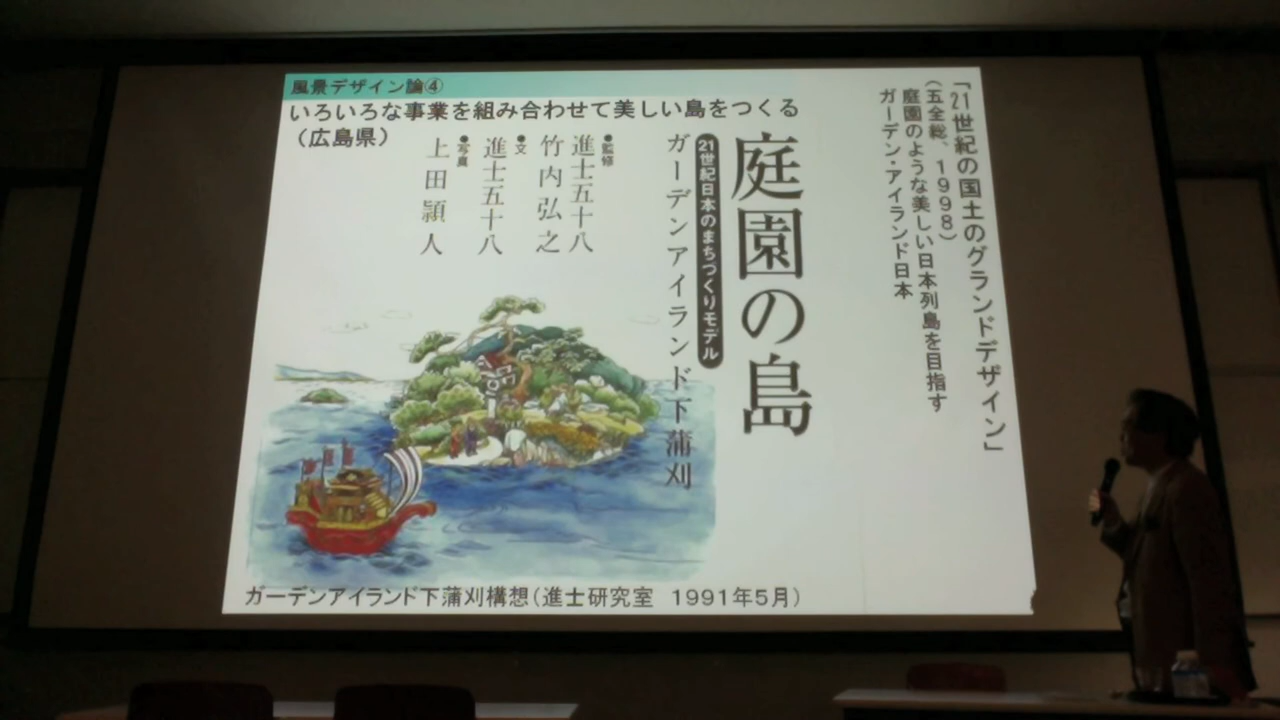 風景デザイン論④
いろいろな事業を組み合わせて美しい島をつくる
（広島県）
「21世紀の国土のグランドデザイン」
（五全総、1998）
庭園のような美しい日本列島を目指す
ガーデン・アイランド日本
庭園の島
21世紀日本のまちづくりモデル
ガーデンアイランド下蒲刈
●監修
進士五十八
竹内弘之
●文
進士五十八
●写真
上田頴人
ガーデンアイランド下蒲刈構想（進士研究室 1991年5月）